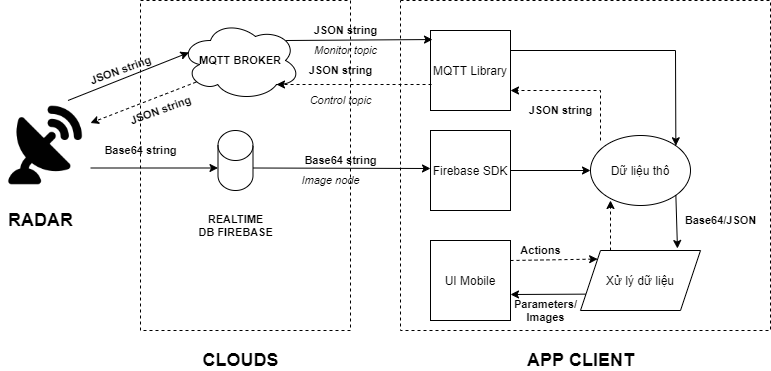 JSON string
Monitor topic
MQTT BROKER
JSON string
Control topic
MQTT Library
JSON string
JSON string
JSON string
Base64 string
Base64 string
Image node
Firebase SDK
Dữ liệu thô
RADAR
REALTIME
DB FIREBASE
Base64/JSON
Actions
UI Mobile
Xử lý dữ liệu
Parameters/
Images
CLOUDS
APP CLIENT